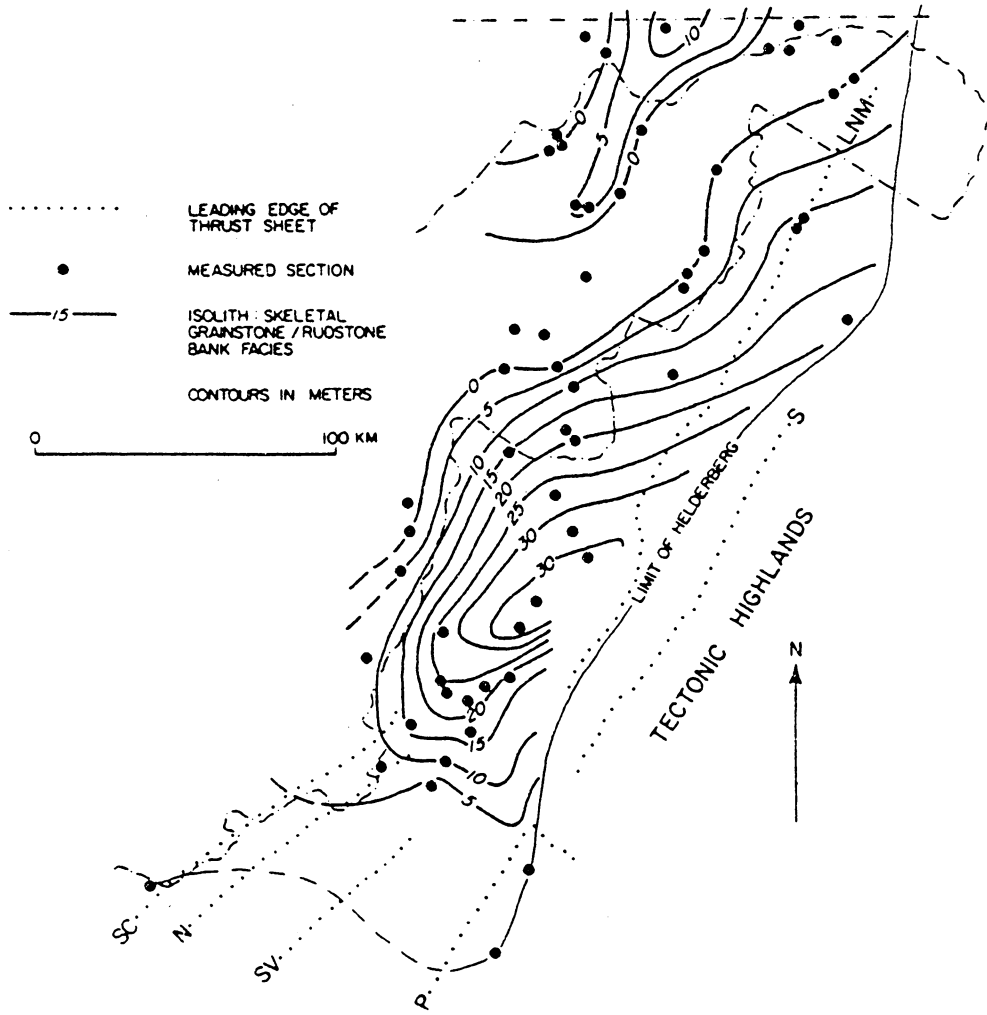 10
0
5
0
LNM
LEADING EDGE OF
THRUST SHEET
MEASURED SECTION
15
ISOLITH : SKELETAL
GRAINSTONE / RUDSTONE
BANK FACIES
CONTOURS IN METERS
0 100 KM
0
5
10
15
20
25
30
30
S
LIMIT OF HELDERBERG
TECTONIC HIGHLANDS
N
20
15
10
5
SC
N
SV
P